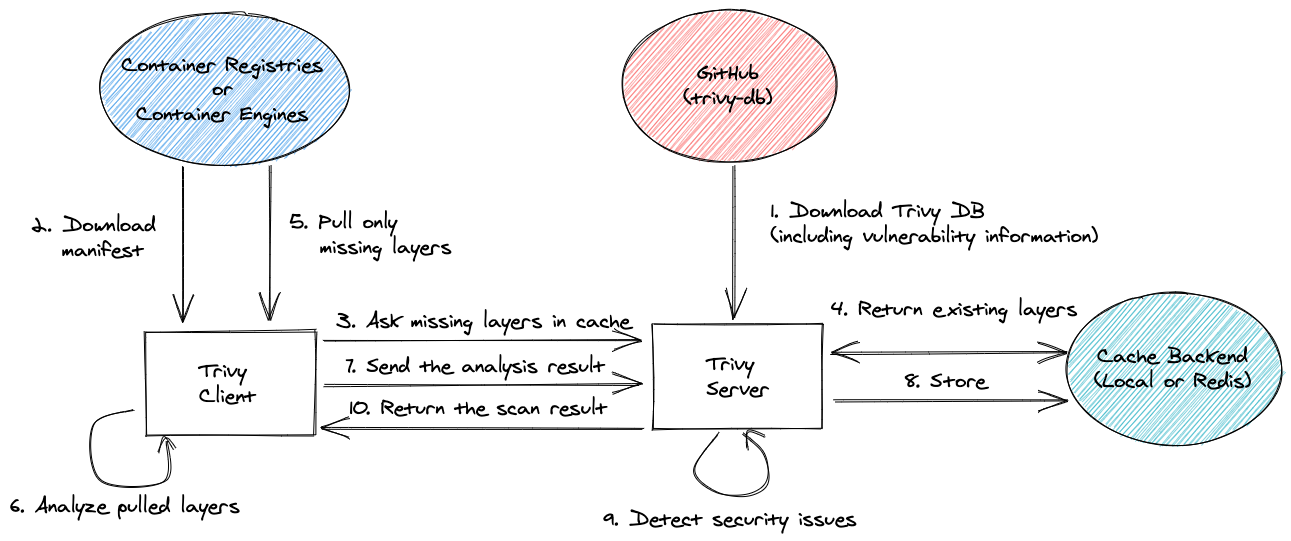 Container Registries
or
Container Engines
GitHub
(trivy-db)
2. Download
manifest
5. Pull only
missing layers
1. Download Trivy DB
(including vulnerability information)
3. Ask missing layers in cache
4. Return existing layers
Trivy
Client
7. Send the analysis result
Trivy
Server
Cache Backend
(Local or Redis)
8. Store
10. Return the scan result
6. Analyze pulled layers
9. Detect security issues